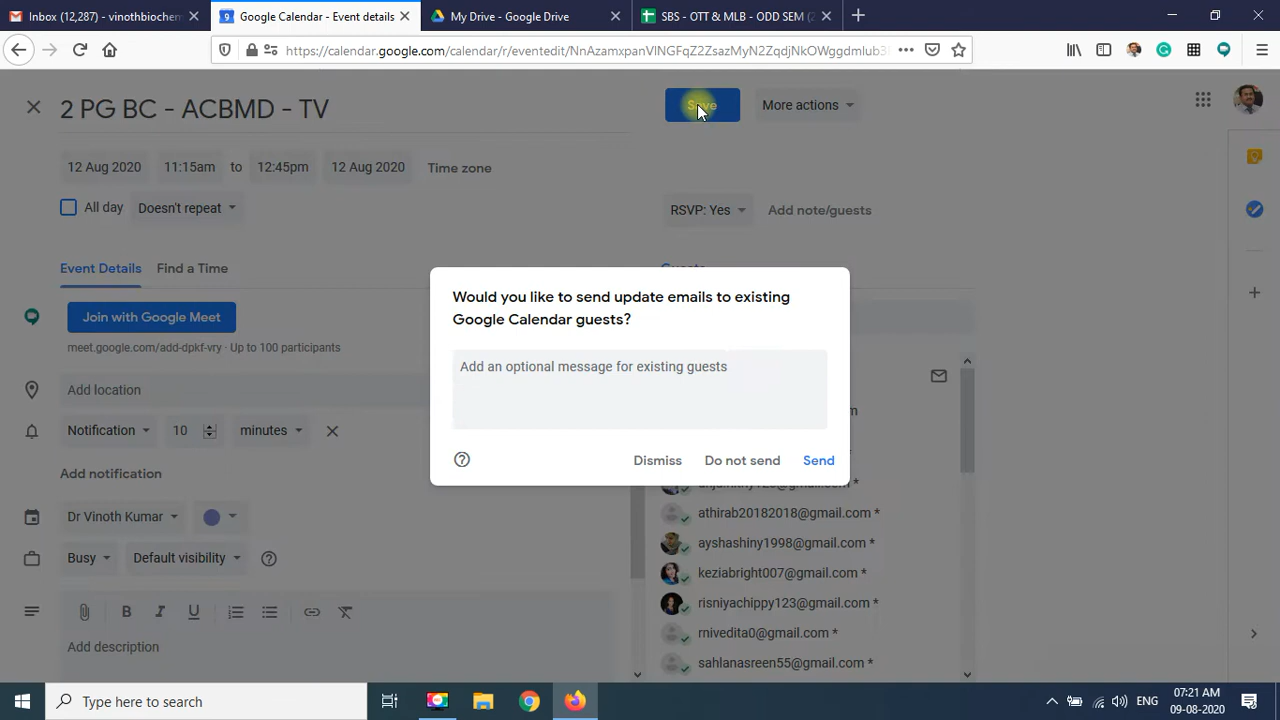 Inbox (12,287) - vinothbiochem
Google Calendar - Event details
My Drive - Google Drive
SBS - OTT & MLB - ODD SEM (2
https://calendar.google.com/calendar/r/eventedit/NnAzamxpanVlNGFqZ2ZsazMyN2ZqdjNkOWggdmlub3
2 PG BC - ACBMD - TV
Save
More actions
12 Aug 2020
11:15am
to
12:45pm
12 Aug 2020
Time zone
All day
Doesn't repeat
RSVP: Yes
Add note/guests
Event Details
Find a Time
Guests
Would you like to send update emails to existing
Google Calendar guests?
Join with Google Meet
meet.google.com/add-dpkf-vry · Up to 100 participants
Add an optional message for existing guests
Add location
Notification
10
minutes
Dismiss
Do not send
Send
Add notification
athirab20182018@gmail.com *
Dr Vinoth Kumar
ayshashiny1998@gmail.com *
Busy
Default visibility
keziabright007@gmail.com *
risniyachippy123@gmail.com *
rnivedita0@gmail.com *
Add description
sahlanasreen55@gmail.com *
Type here to search
ENG
07:21 AM
09-08-2020